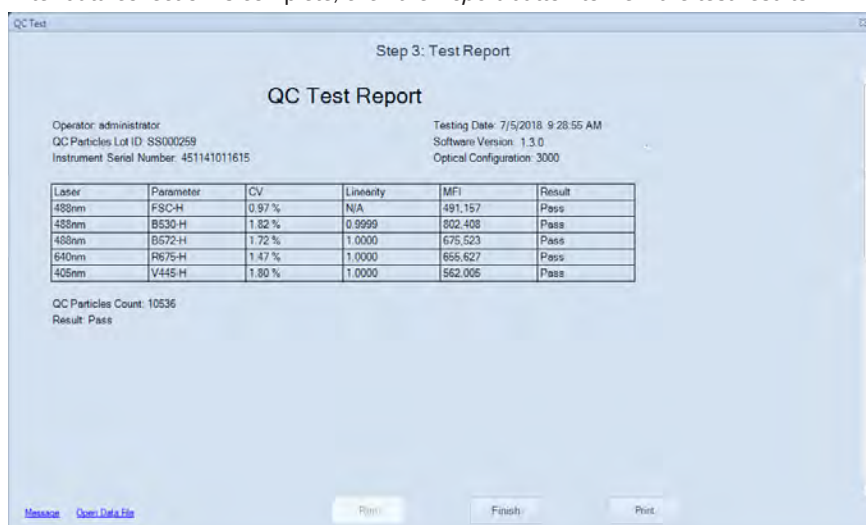 QC Test
Step 3: Test Report
QC Test Report
Operator: administrator
Testing Date: 7/5/2018 9:28:55 AM
QC Particles Lot ID: SS000259
Software Version: 1.3.0
Instrument Serial Number: 451141011615
Optical Configuration: 3000
Laser Parameter CV Linearity MFI Result
488nm FSC-H 0.97 % N/A 491,157 Pass
488nm B530-H 1.82 % 0.9999 802,408 Pass
488nm B572-H 1.72 % 1.0000 675,523 Pass
640nm R675-H 1.47 % 1.0000 655,627 Pass
405nm V445-H 1.80 % 1.0000 562,005 Pass
QC Particles Count: 10536
Result: Pass
Message Open Data File Finish Print